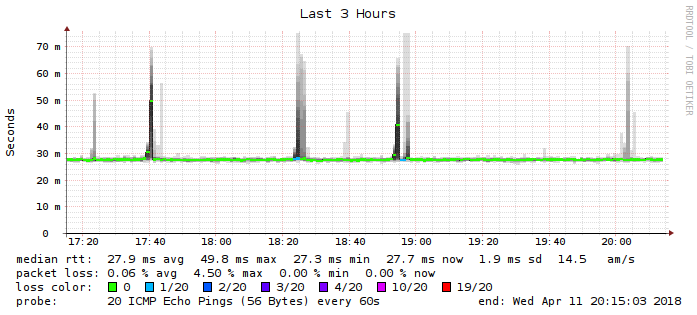 Last 3 Hours
RRDTOOL / TOBI OETIKER
Seconds
70 m
60 m
50 m
40 m
30 m
20 m
10 m
0
17:20 17:40 18:00 18:20 18:40 19:00 19:20 19:40 20:00
median rtt: 27.9 ms avg 49.8 ms max 27.3 ms min 27.7 ms now 1.9 ms sd 14.5 am/s
packet loss: 0.06 % avg 4.50 % max 0.00 % min 0.00 % now
loss color: 0 1/20 2/20 3/20 4/20 10/20 19/20
probe: 20 ICMP Echo Pings (56 Bytes) every 60s end: Wed Apr 11 20:15:03 2018